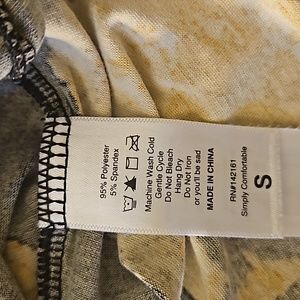 95% Polyester
5% Spandex
Machine Wash Cold
Gentle Cycle
Do Not Bleach
Hang Dry
Do Not Iron
or you'll be sad
MADE IN CHINA
RN#142161
Simply Comfortable
S